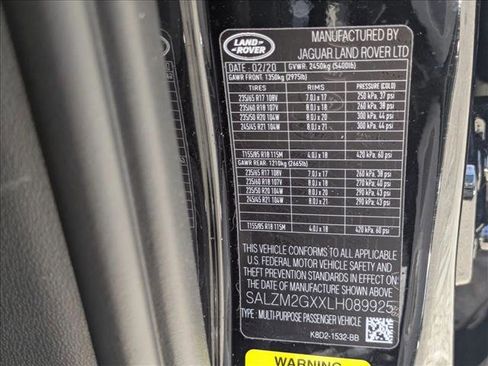 LAND
ROVER
MANUFACTURED BY
JAGUAR LAND ROVER LTD
DATE: 02/20 GVWR: 2450kg (5400lb)
GAWR FRONT: 1350kg (2975lb)
TIRES RIMS PRESSURE (COLD)
235/65 R17 108V 7.0J x 17 250 kPa, 37 psi
235/60 R18 107V 8.0J x 18 260 kPa, 38 psi
235/50 R20 104W 8.0J x 20 300 kPa, 44 psi
245/45 R21 104W 8.0J x 21 300 kPa, 44 psi
T155/85 R18 115M 4.0J x 18 420 kPa, 60 psi
GAWR REAR: 1210kg (2665lb)
235/65 R17 108V 7.0J x 17 260 kPa, 38 psi
235/60 R18 107V 8.0J x 18 270 kPa, 40 psi
235/50 R20 104W 8.0J x 20 290 kPa, 43 psi
245/45 R21 104W 8.0J x 21 290 kPa, 43 psi
T155/85 R18 115M 4.0J x 18 420 kPa, 60 psi
THIS VEHICLE CONFORMS TO ALL APPLICABLE
U.S. FEDERAL MOTOR VEHICLE SAFETY AND
THEFT PREVENTION STANDARDS IN EFFECT ON
THE DATE OF MANUFACTURE SHOWN ABOVE
SALZM2GXXLH089925
TYPE: MULTI-PURPOSE PASSENGER VEHICLE
K8D2-1532-BB
WARNING